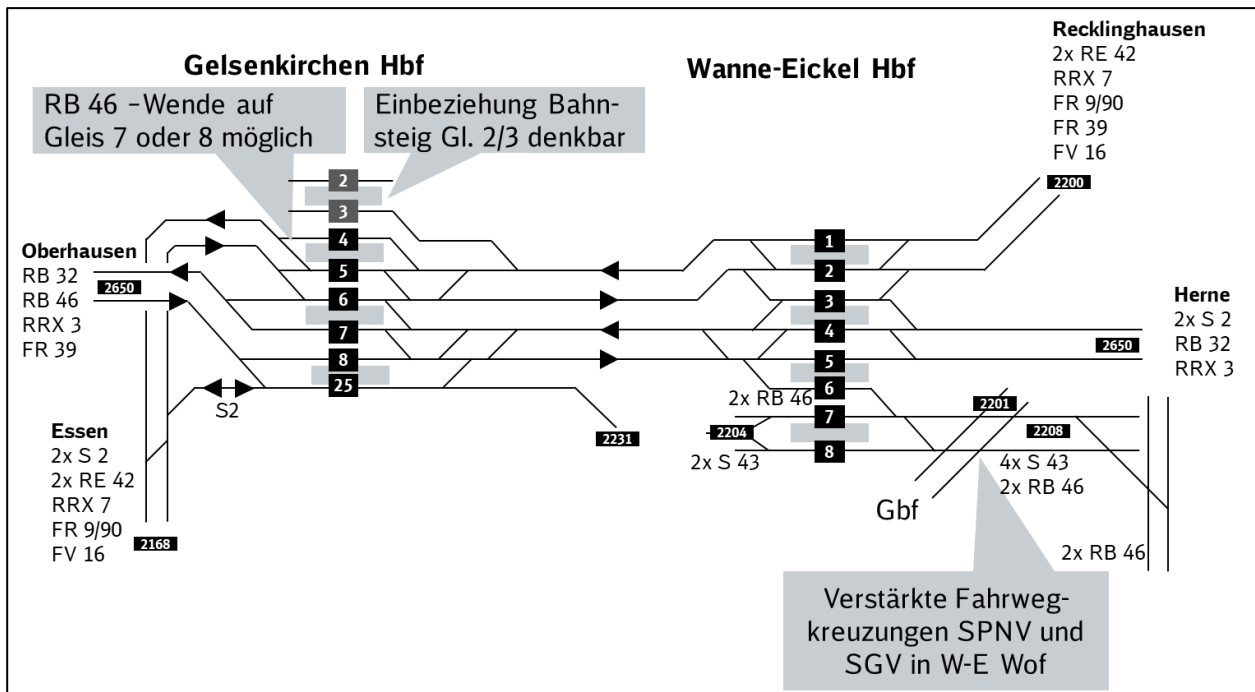 Gelsenkirchen Hbf
Wanne-Eickel Hbf
Recklinghausen
2x RE 42
RRX 7
FR 9/90
FR 39
FV 16
2200
RB 46 –Wende auf
Gleis 7 oder 8 möglich
Einbeziehung Bahn-
steig Gl. 2/3 denkbar
2
3
4
5
6
7
8
25
1
2
3
4
5
6
7
8
Oberhausen
RB 32
RB 46
RRX 3
FR 39
2650
S2
Essen
2x S 2
2x RE 42
RRX 7
FR 9/90
FV 16
2168
2231
2x RB 46
2204
2x S 43
Herne
2x S 2
RB 32
RRX 3
2650
2201
2208
4x S 43
2x RB 46
Gbf
2x RB 46
Verstärkte Fahrweg-
kreuzungen SPNV und
SGV in W-E Wof